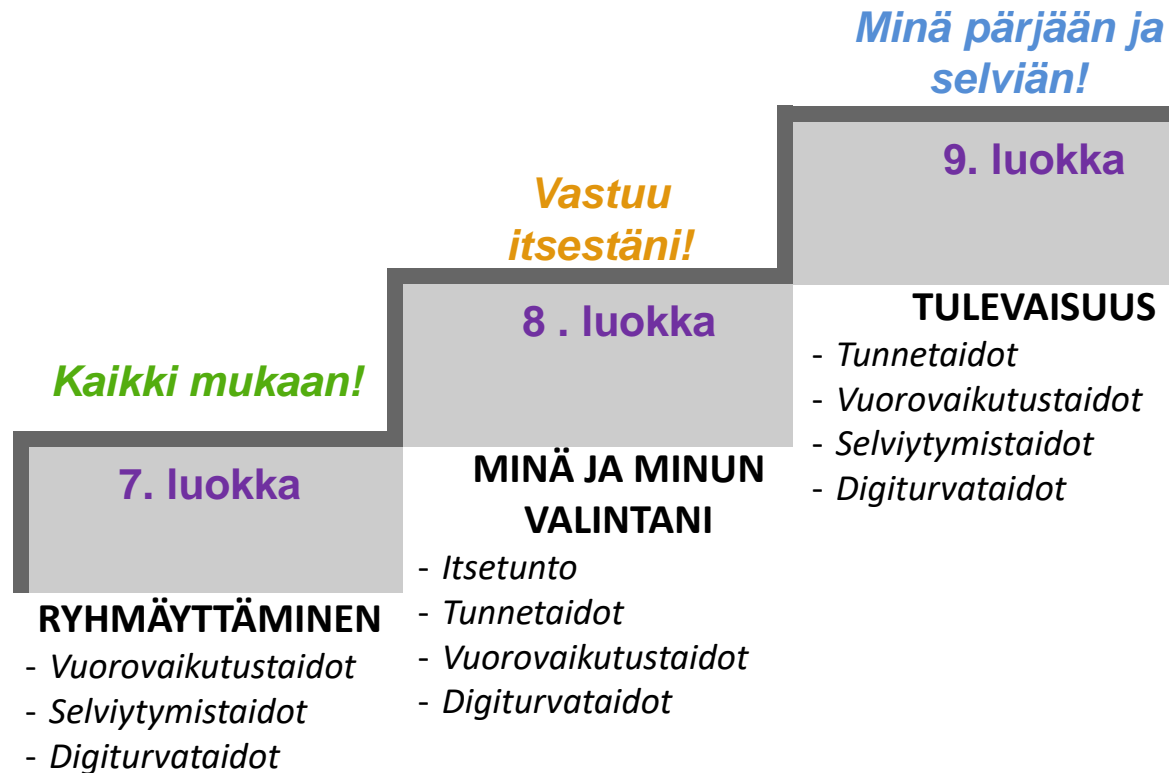 Kaikki mukaan!
7. luokka
RYHMÄYTTÄMINEN
- Vuorovaikutustaidot
- Selviytymistaidot
- Digiturvataidot
Vastuu
itsestäni!
8 . luokka
MINÄ JA MINUN
VALINTANI
- Itsetunto
- Tunnetaidot
- Vuorovaikutustaidot
- Digiturvataidot
Minä pärjään ja
selviän!
9. luokka
TULEVAISUUS
- Tunnetaidot
- Vuorovaikutustaidot
- Selviytymistaidot
- Digiturvataidot